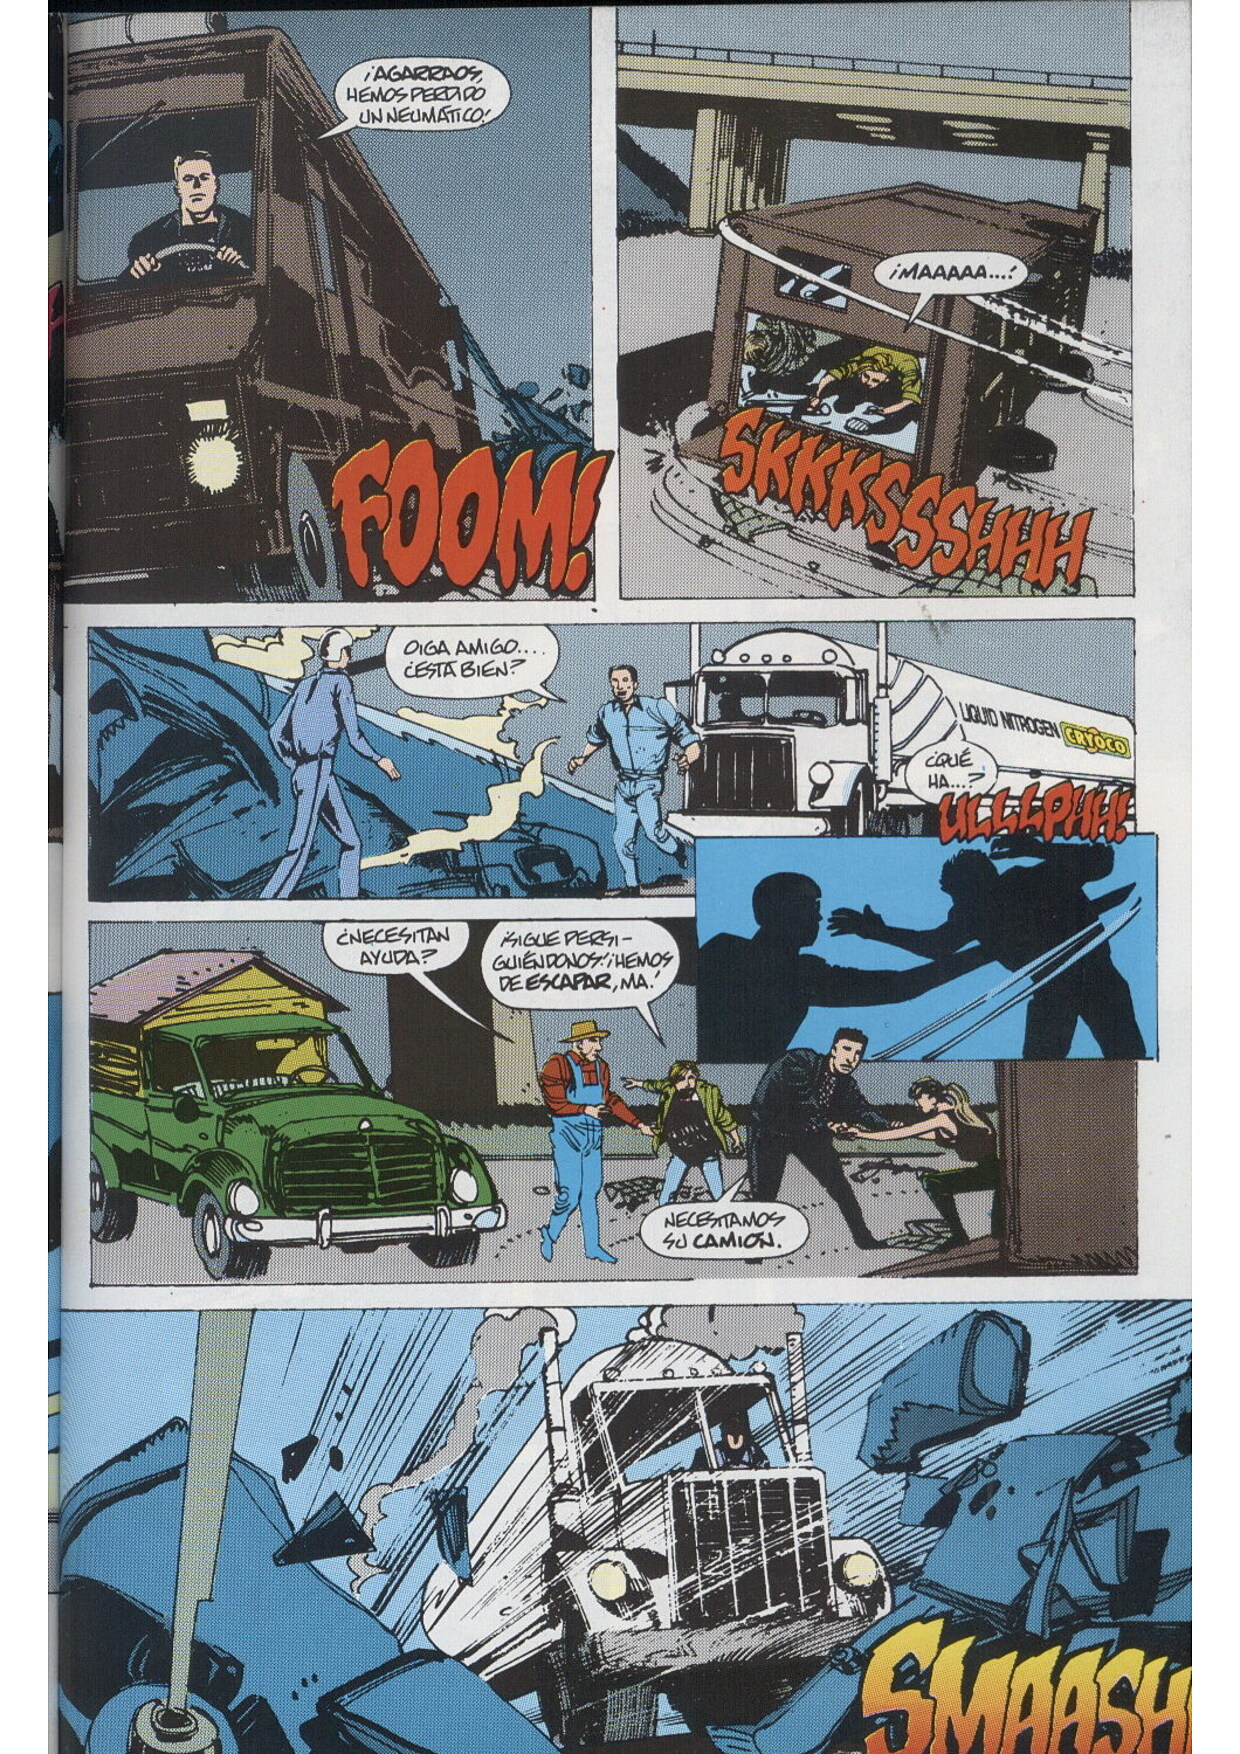 ¡AGARRAOS,
HEMOS PERDIDO
UN NEUMÁTICO!
FOOM!
¡MAAAAA...!
SKKKKSSSSHHH
OIGA AMIGO....
¿ESTÁ BIEN?
LIQUID NITROGEN
CRYOCO
¿QUÉ
HA...?
ULLLPHH!
¿NECESITAN
AYUDA?
¡SIGUE PERSI-
GUIÉNDONOS! ¡HEMOS
DE ESCAPAR, MA!
NECESITAMOS
SU CAMIÓN.
SMAASH